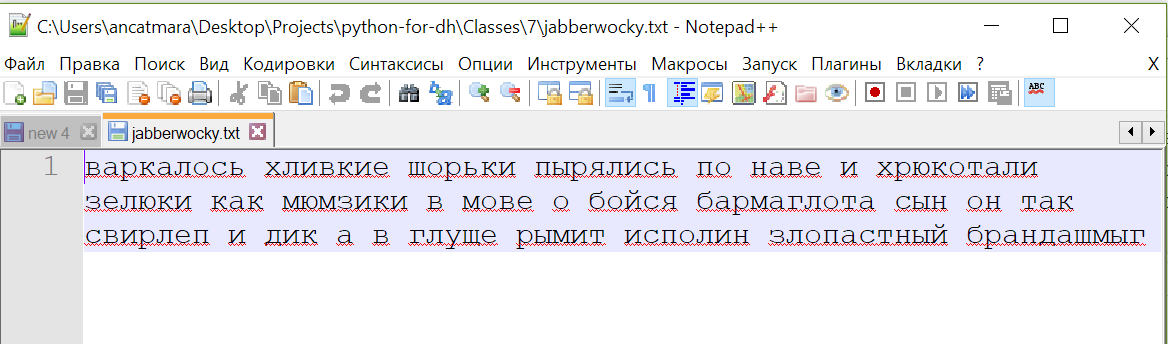 C:\Users\ancatmara\Desktop\Projects\python-for-dh\Classes\7\jabberwocky.txt - Notepad++
Файл Правка Поиск Вид Кодировки Синтаксисы Опции Инструменты Макросы Запуск Плагины Вкладки ? X
ABC
new 4 jabberwocky.txt
1 варкалось хливкие шорьки пырялись по наве и хрюкотали
зелюки как мюмзики в мове о бойся бармаглота сын он так
свирлеп и дик а в глуще рымит исполин злопастный брандашмыг